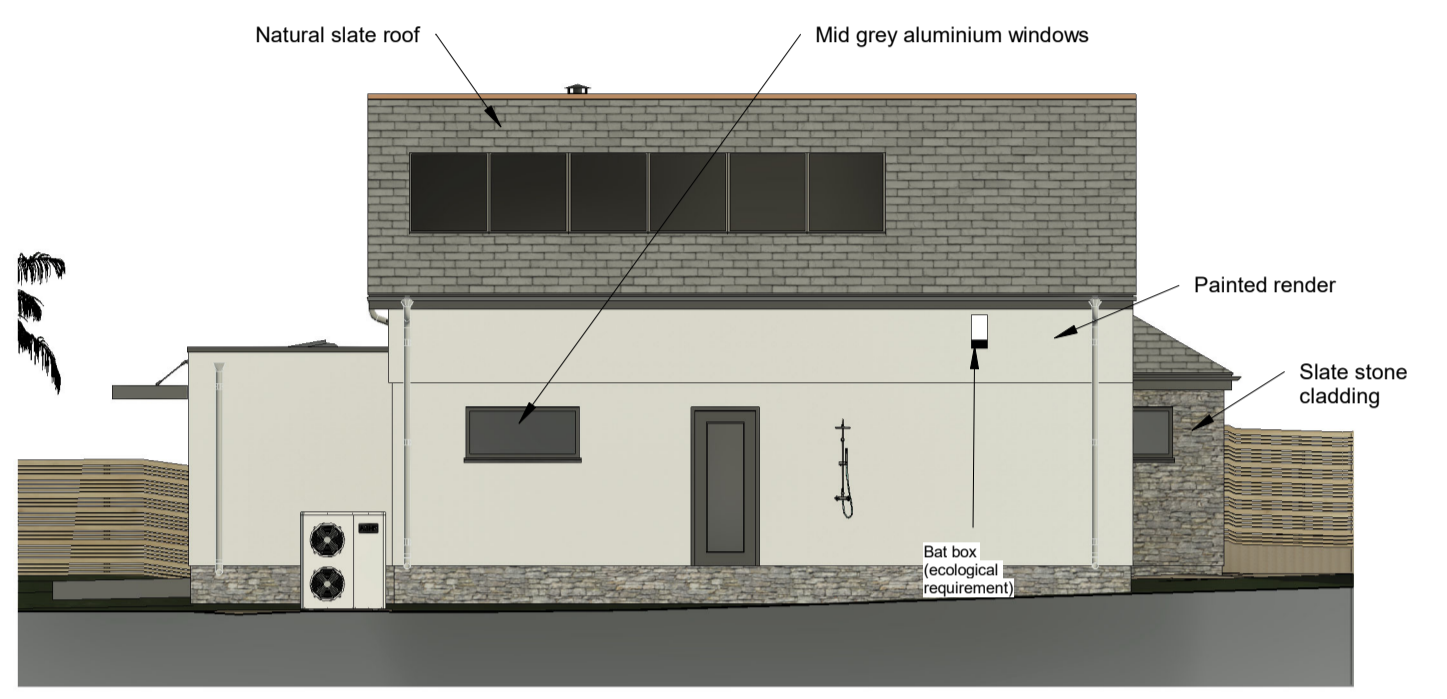 Natural slate roof
Mid grey aluminium windows
Painted render
Slate stone
cladding
Bat box
(ecological
requirement)